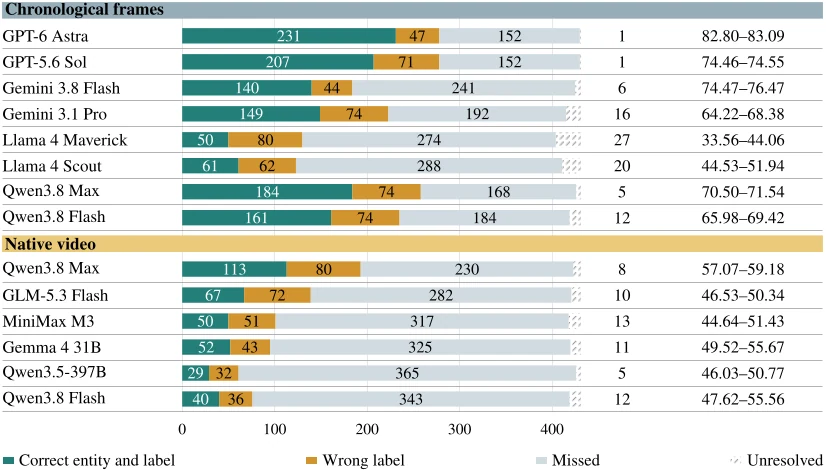 Chronological frames
GPT-6 Astra 231 47 152 1 82.80–83.09
GPT-5.6 Sol 207 71 152 1 74.46–74.55
Gemini 3.8 Flash 140 44 241 6 74.47–76.47
Gemini 3.1 Pro 149 74 192 16 64.22–68.38
Llama 4 Maverick 50 80 274 27 33.56–44.06
Llama 4 Scout 61 62 288 20 44.53–51.94
Qwen3.8 Max 184 74 168 5 70.50–71.54
Qwen3.8 Flash 161 74 184 12 65.98–69.42
Native video
Qwen3.8 Max 113 80 230 8 57.07–59.18
GLM-5.3 Flash 67 72 282 10 46.53–50.34
MiniMax M3 50 51 317 13 44.64–51.43
Gemma 4 31B 52 43 325 11 49.52–55.67
Qwen3.5-397B 29 32 365 5 46.03–50.77
Qwen3.8 Flash 40 36 343 12 47.62–55.56
0 100 200 300 400
Correct entity and label Wrong label Missed Unresolved